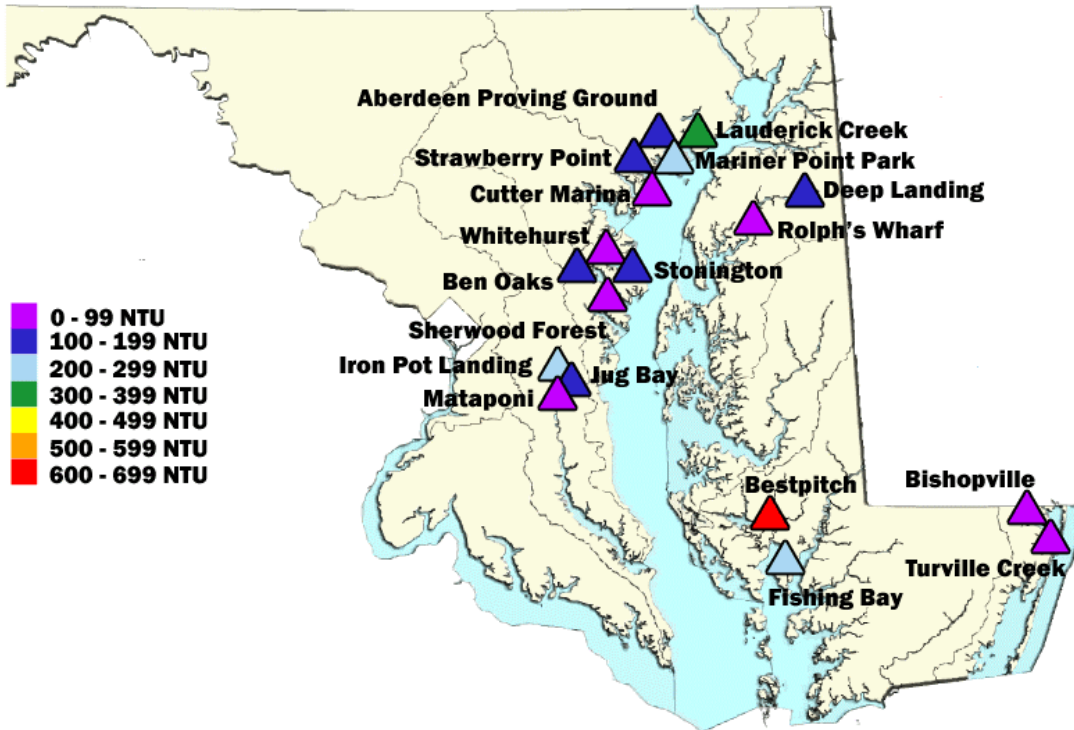 Aberdeen Proving Ground
Lauderick Creek
Strawberry Point
Mariner Point Park
Cutter Marina
Deep Landing
Rolph's Wharf
Whitehurst
Ben Oaks
Stonington
Sherwood Forest
Iron Pot Landing
Jug Bay
Mataponi
0 - 99 NTU
100 - 199 NTU
200 - 299 NTU
300 - 399 NTU
400 - 499 NTU
500 - 599 NTU
600 - 699 NTU
Bestpitch
Bishopville
Turville Creek
Fishing Bay